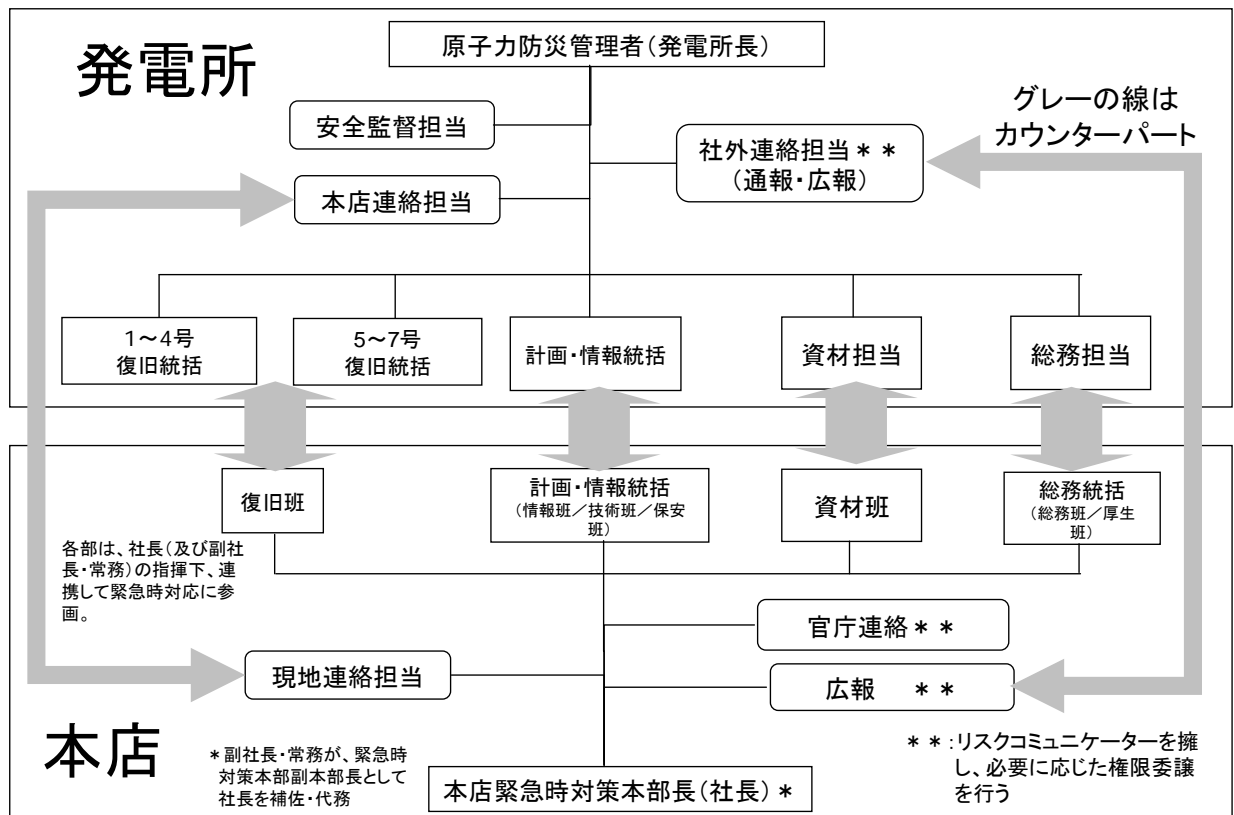 原子力防災管理者(発電所長)
発電所
安全監督担当
グレーの線は
カウンターパート
社外連絡担当**
(通報・広報)
本店連絡担当
1~4号
復旧統括
5~7号
復旧統括
計画・情報統括
資材担当
総務担当
復旧班
計画・情報統括
(情報班/技術班/保安
班)
資材班
総務統括
(総務班/厚生
班)
各部は、社長(及び副社
長・常務)の指揮下、連
携して緊急時対応に参
画。
官庁連絡**
現地連絡担当
広報 **
本店
*副社長・常務が、緊急時
対策本部副本部長として
社長を補佐・代務
本店緊急時対策本部長(社長)*
**:リスクコミュニケーターを擁
し、必要に応じた権限委譲
を行う